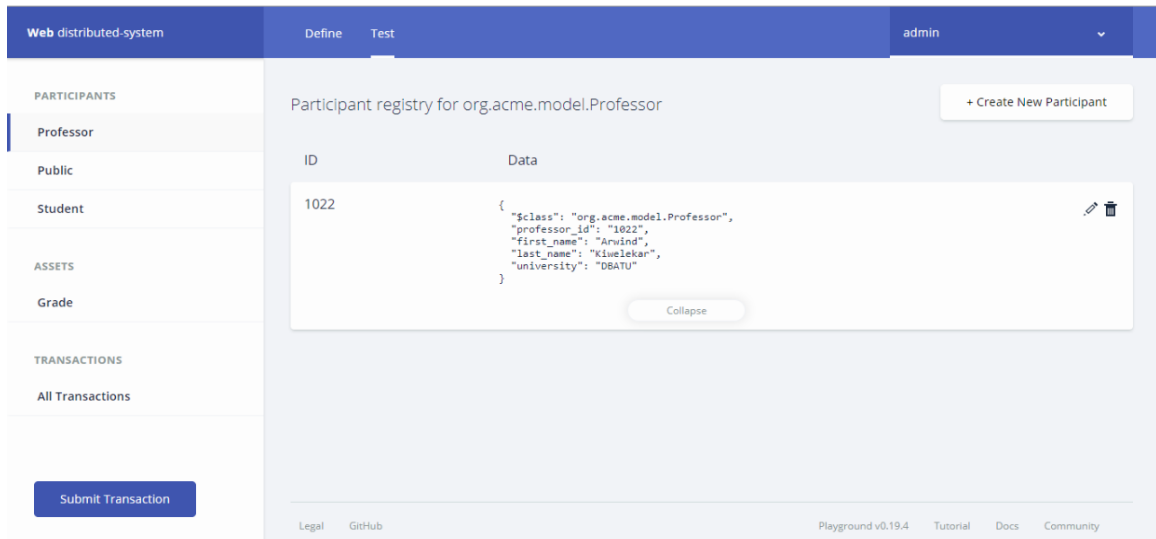 Web distributed-system
Define Test
admin
PARTICIPANTS
Professor
Public
Student
ASSETS
Grade
TRANSACTIONS
All Transactions
Submit Transaction
Participant registry for org.acme.model.Professor
+ Create New Participant
ID Data
1022
{
"$class": "org.acme.model.Professor",
"professor_id": "1022",
"first_name": "Arwind",
"last_name": "Kiwelekar",
"university": "DBATU"
}
Collapse
Legal GitHub
Playground v0.19.4 Tutorial Docs Community